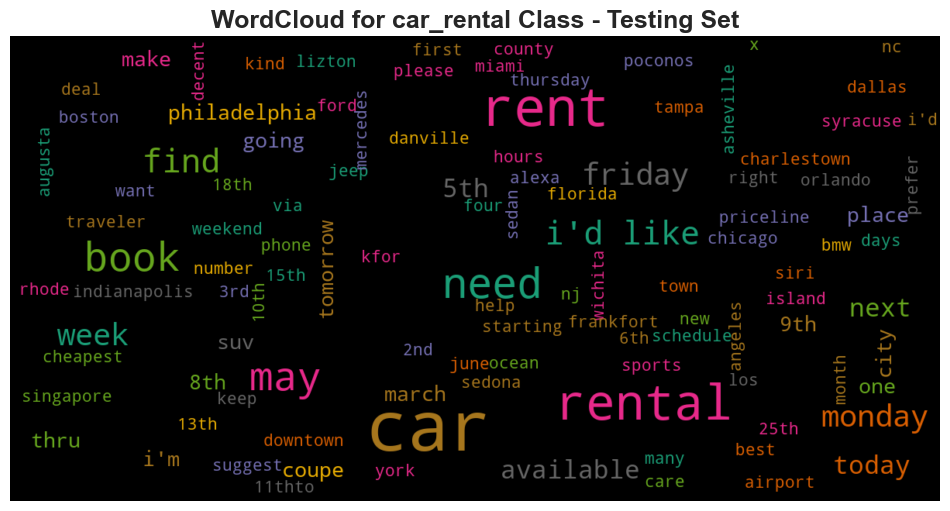 WordCloud for car_rental Class - Testing Set
make
decent
kind
lizton
first
county
please
miami
thursday
poconos
x
nc
deal
boston
philadelphia
ford
mercedes
rent
tampa
asheville
dallas
syracuse
i'd
augusta
find
going
jeep
danville
hours
alexa
friday
charlestown
right
orlando
prefer
want
18th
5th
four
florida
sedan
traveler
via
weekend
i'd like
priceline
chicago
place
bmw
days
book
number
phone
15th
tomorrow
kfor
need
wichita
siri
rhode
indianapolis
3rd
10th
nj
town
island
next
week
help
starting
frankfort
6th
new
schedule
angeles
9th
city
cheapest
suv
2nd
june
ocean
sports
los
month
one
singapore
8th
keep
may
march
sedona
car
rental
monday
thru
13th
downtown
25th
best
i'm
suggest
coupe
11thto
york
available
many
care
airport
today